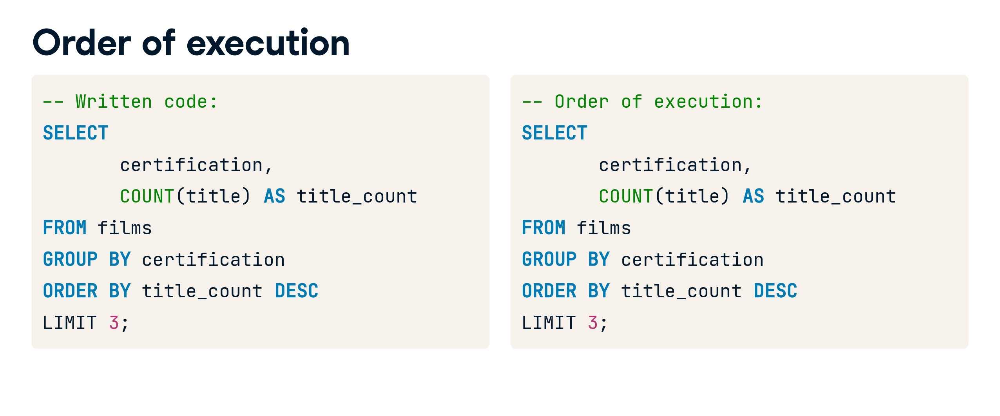 Order of execution
-- Written code:
SELECT
certification,
COUNT(title) AS title_count
FROM films
GROUP BY certification
ORDER BY title_count DESC
LIMIT 3;
-- Order of execution:
SELECT
certification,
COUNT(title) AS title_count
FROM films
GROUP BY certification
ORDER BY title_count DESC
LIMIT 3;